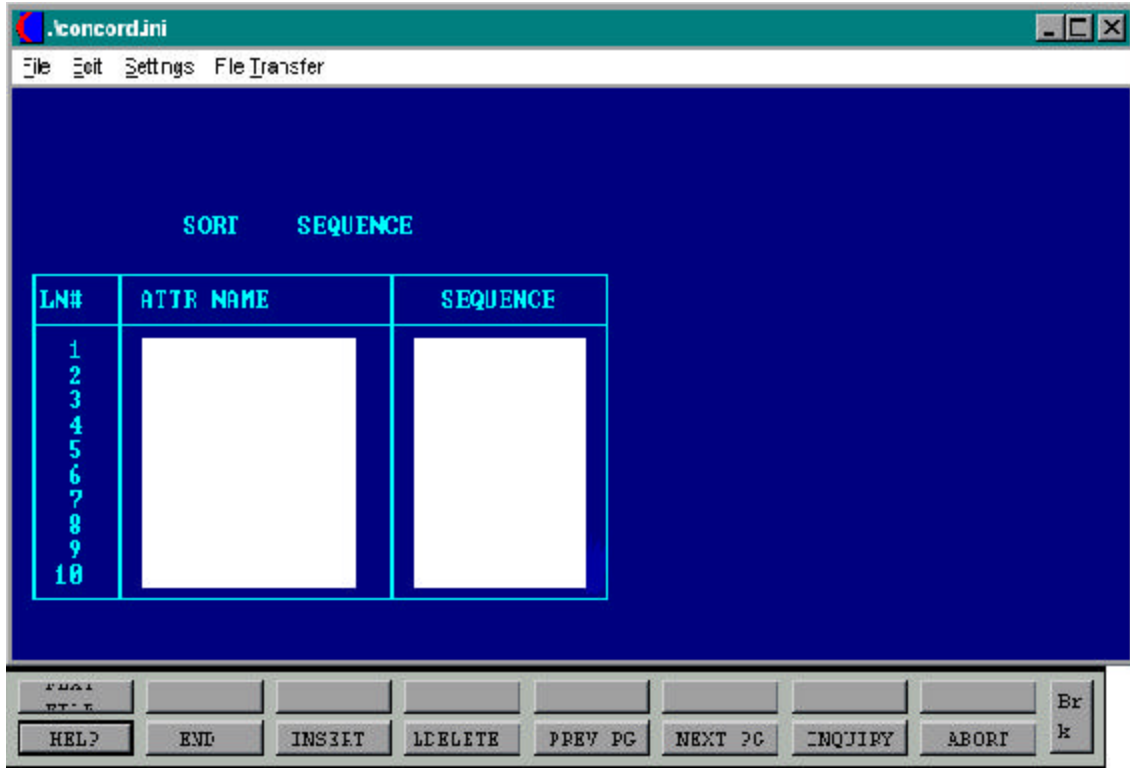 .\concord.ini
File Edit Settings File Transfer
SORT SEQUENCE
LN# ATTR NAME SEQUENCE
1
2
3
4
5
6
7
8
9
10
Br
HELP END INSERT LDELETE PREV PG NEXT PG INQUIRY ABORT k